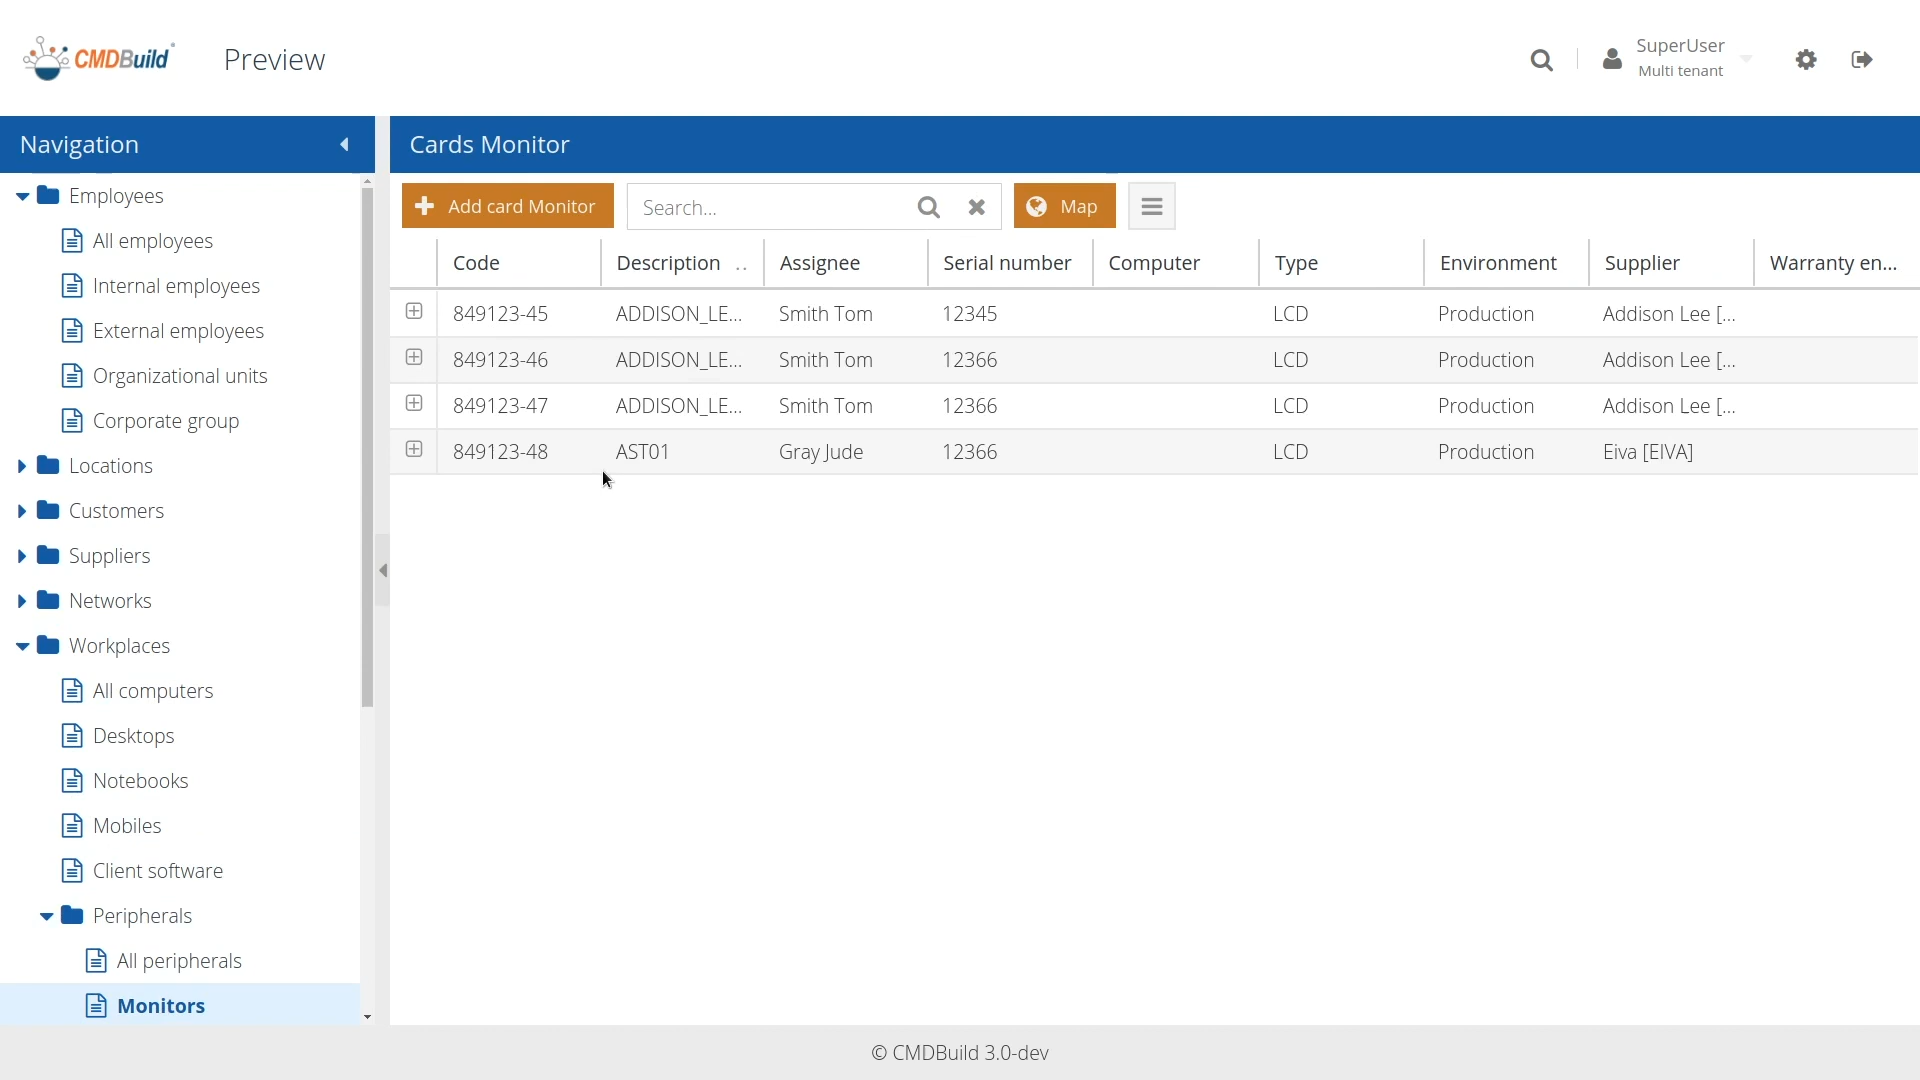 CMDBuild
Preview
SuperUser
Multi tenant
Navigation
Employees
All employees
Internal employees
External employees
Organizational units
Corporate group
Locations
Customers
Suppliers
Networks
Workplaces
All computers
Desktops
Notebooks
Mobiles
Client software
Peripherals
All peripherals
Monitors
Cards Monitor
Add card Monitor
Search...
Map
Code Description .. Assignee Serial number Computer Type Environment Supplier Warranty en...
849123-45 ADDISON_LE... Smith Tom 12345 LCD Production Addison Lee [...
849123-46 ADDISON_LE... Smith Tom 12366 LCD Production Addison Lee [...
849123-47 ADDISON_LE... Smith Tom 12366 LCD Production Addison Lee [...
849123-48 AST01 Gray Jude 12366 LCD Production Eiva [EIVA]
© CMDBuild 3.0-dev